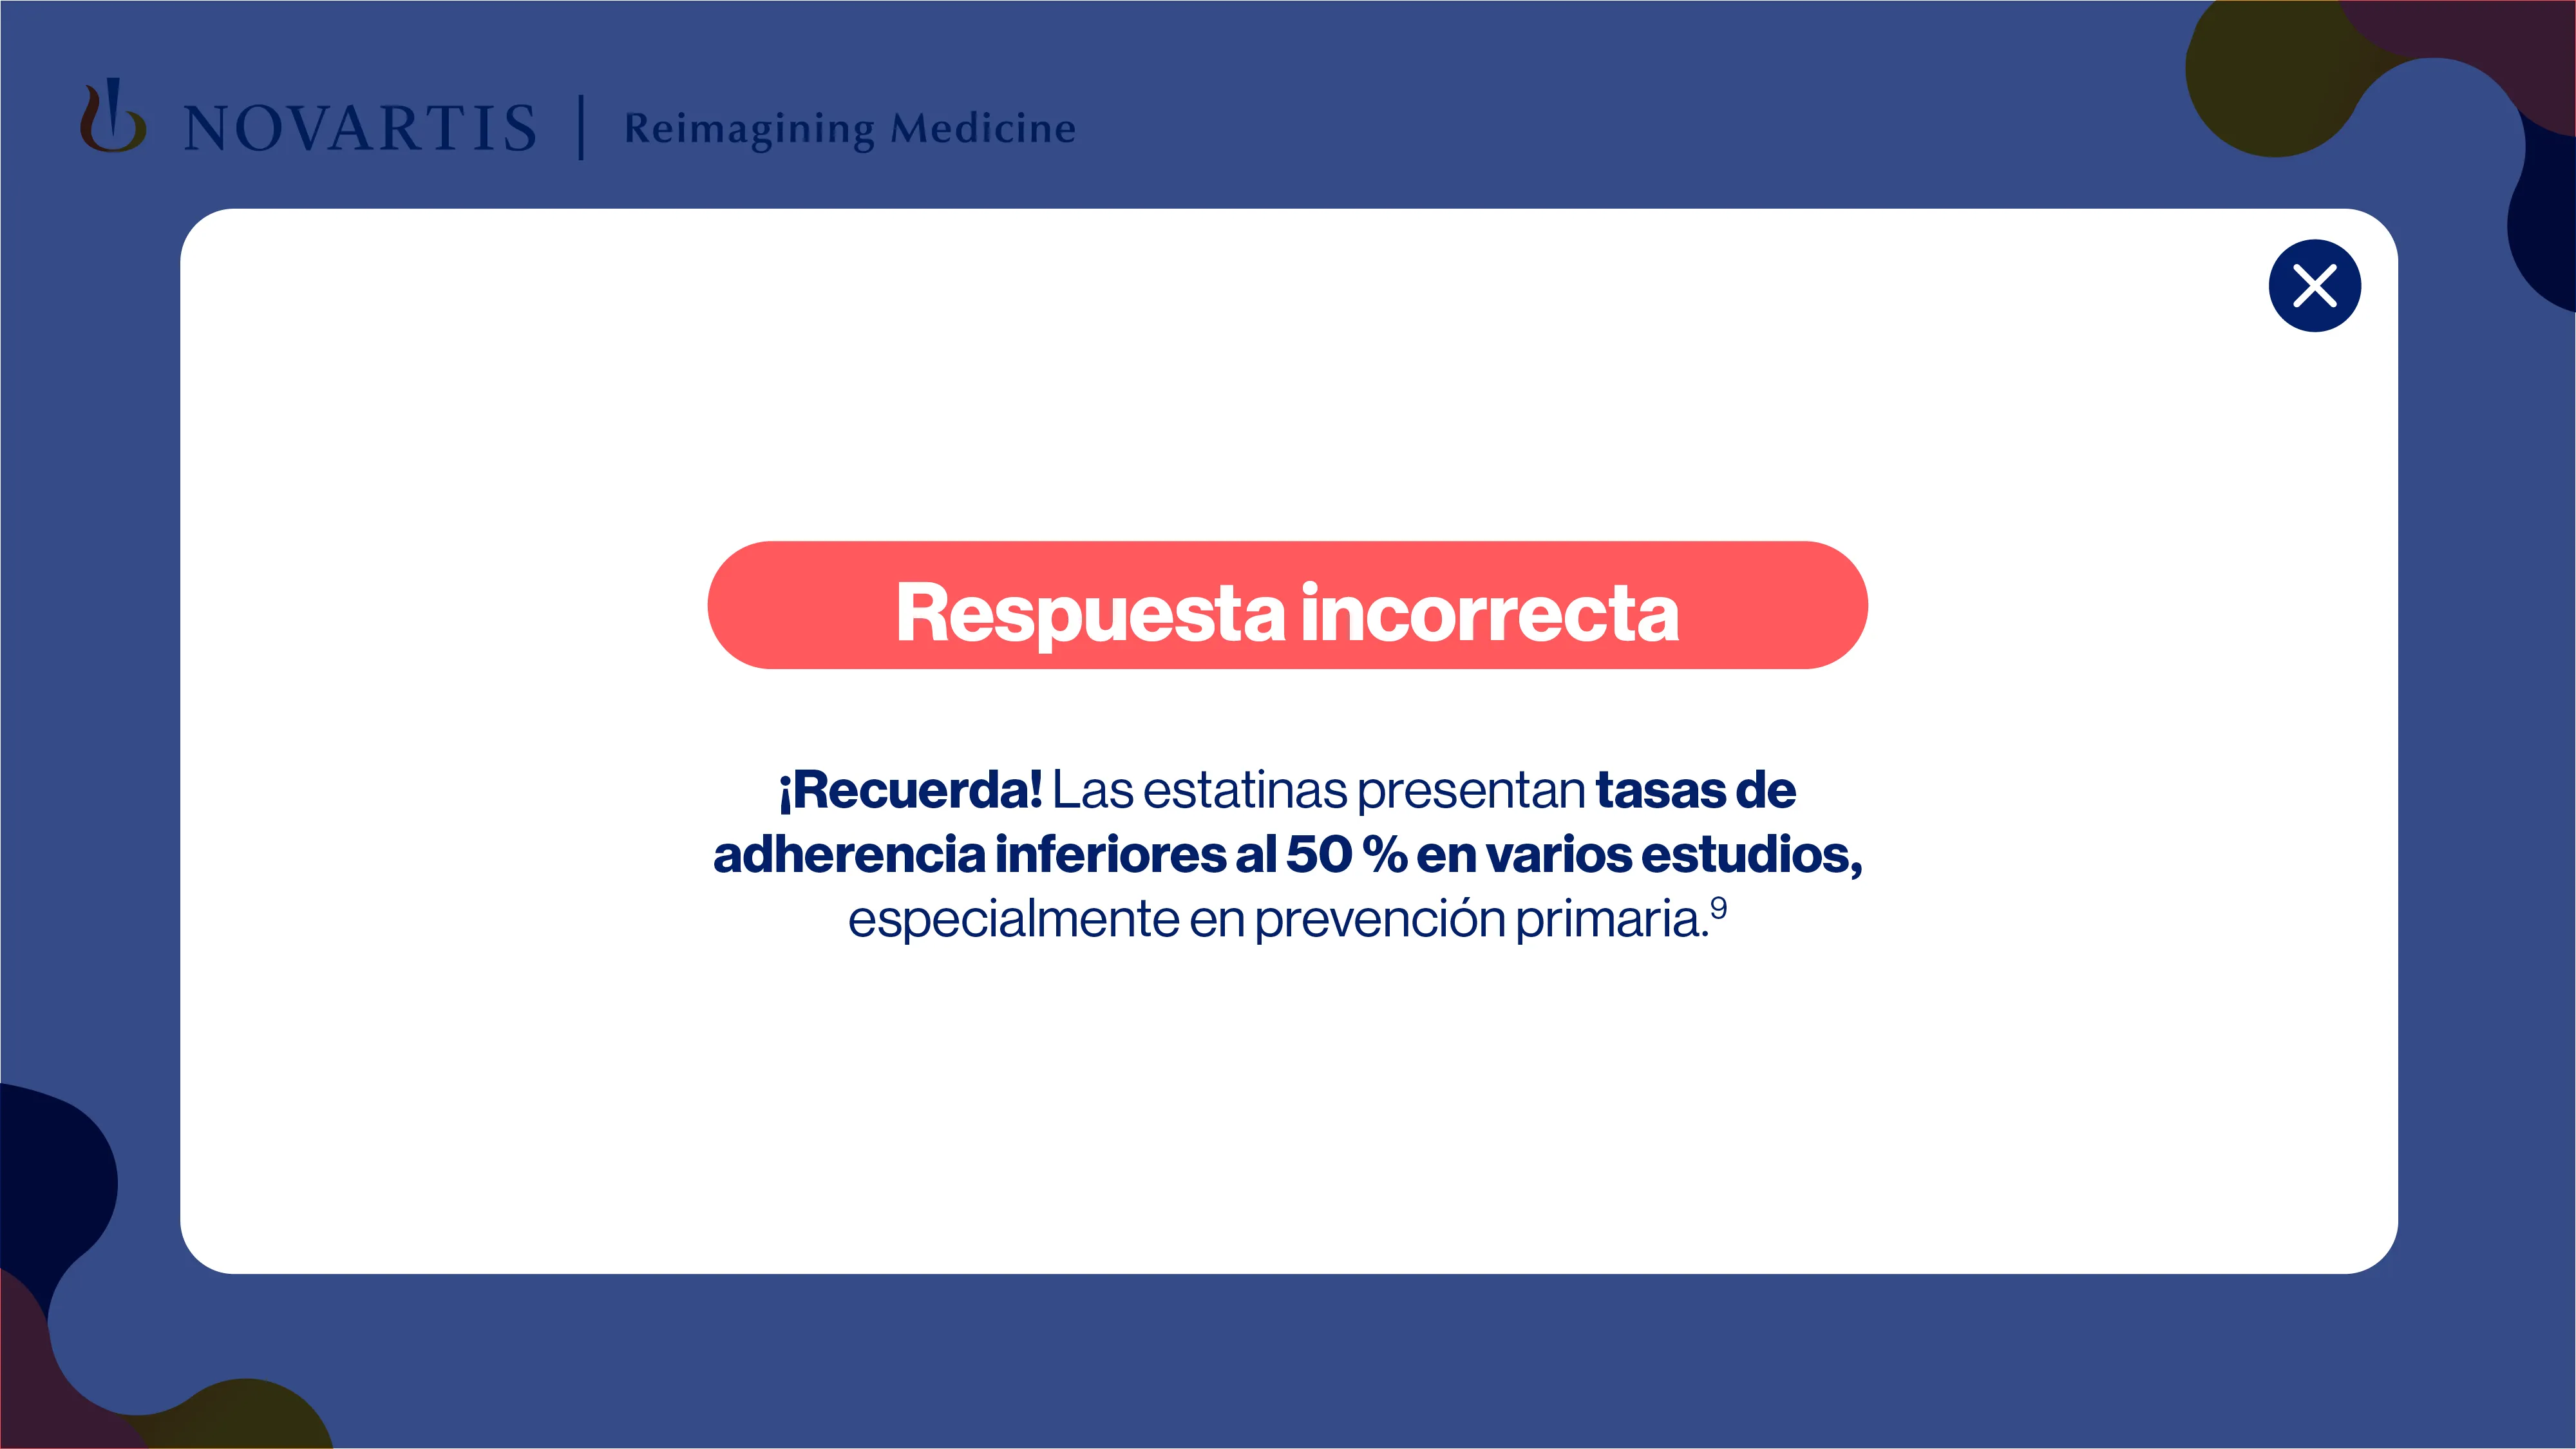 NOVARTIS | Reimagining Medicine
Respuesta incorrecta
¡Recuerda! Las estatinas presentan tasas de
adherencia inferiores al 50 % en varios estudios,
especialmente en prevención primaria.⁹